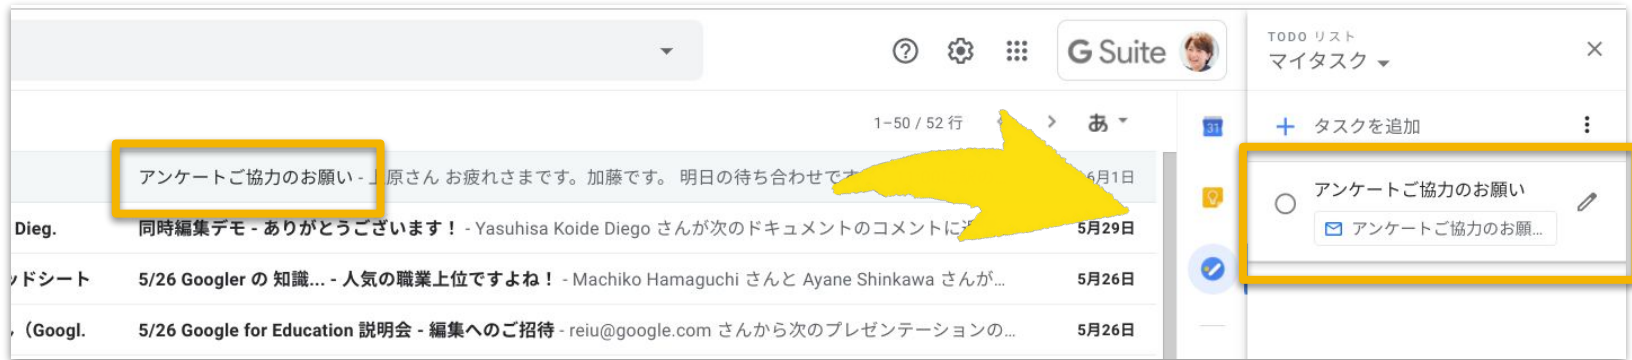 G Suite
TODO リスト
マイタスク
1–50 / 52 行
あ
31
タスクを追加
アンケートご協力のお願い - 上原さん お疲れさまです。加藤です。 明日の待ち合わせで
6月1日
アンケートご協力のお願い
アンケートご協力のお願...
Dieg.
同時編集デモ - ありがとうございます！ - Yasuhisa Koide Diego さんが次のドキュメントのコメントに
5月29日
ッドシート
5/26 Googler の 知識... - 人気の職業上位ですよね！ - Machiko Hamaguchi さんと Ayane Shinkawa さんが...
5月26日
（Googl.
5/26 Google for Education 説明会 - 編集へのご招待 - reiu@google.com さんから次のプレゼンテーションの...
5月26日